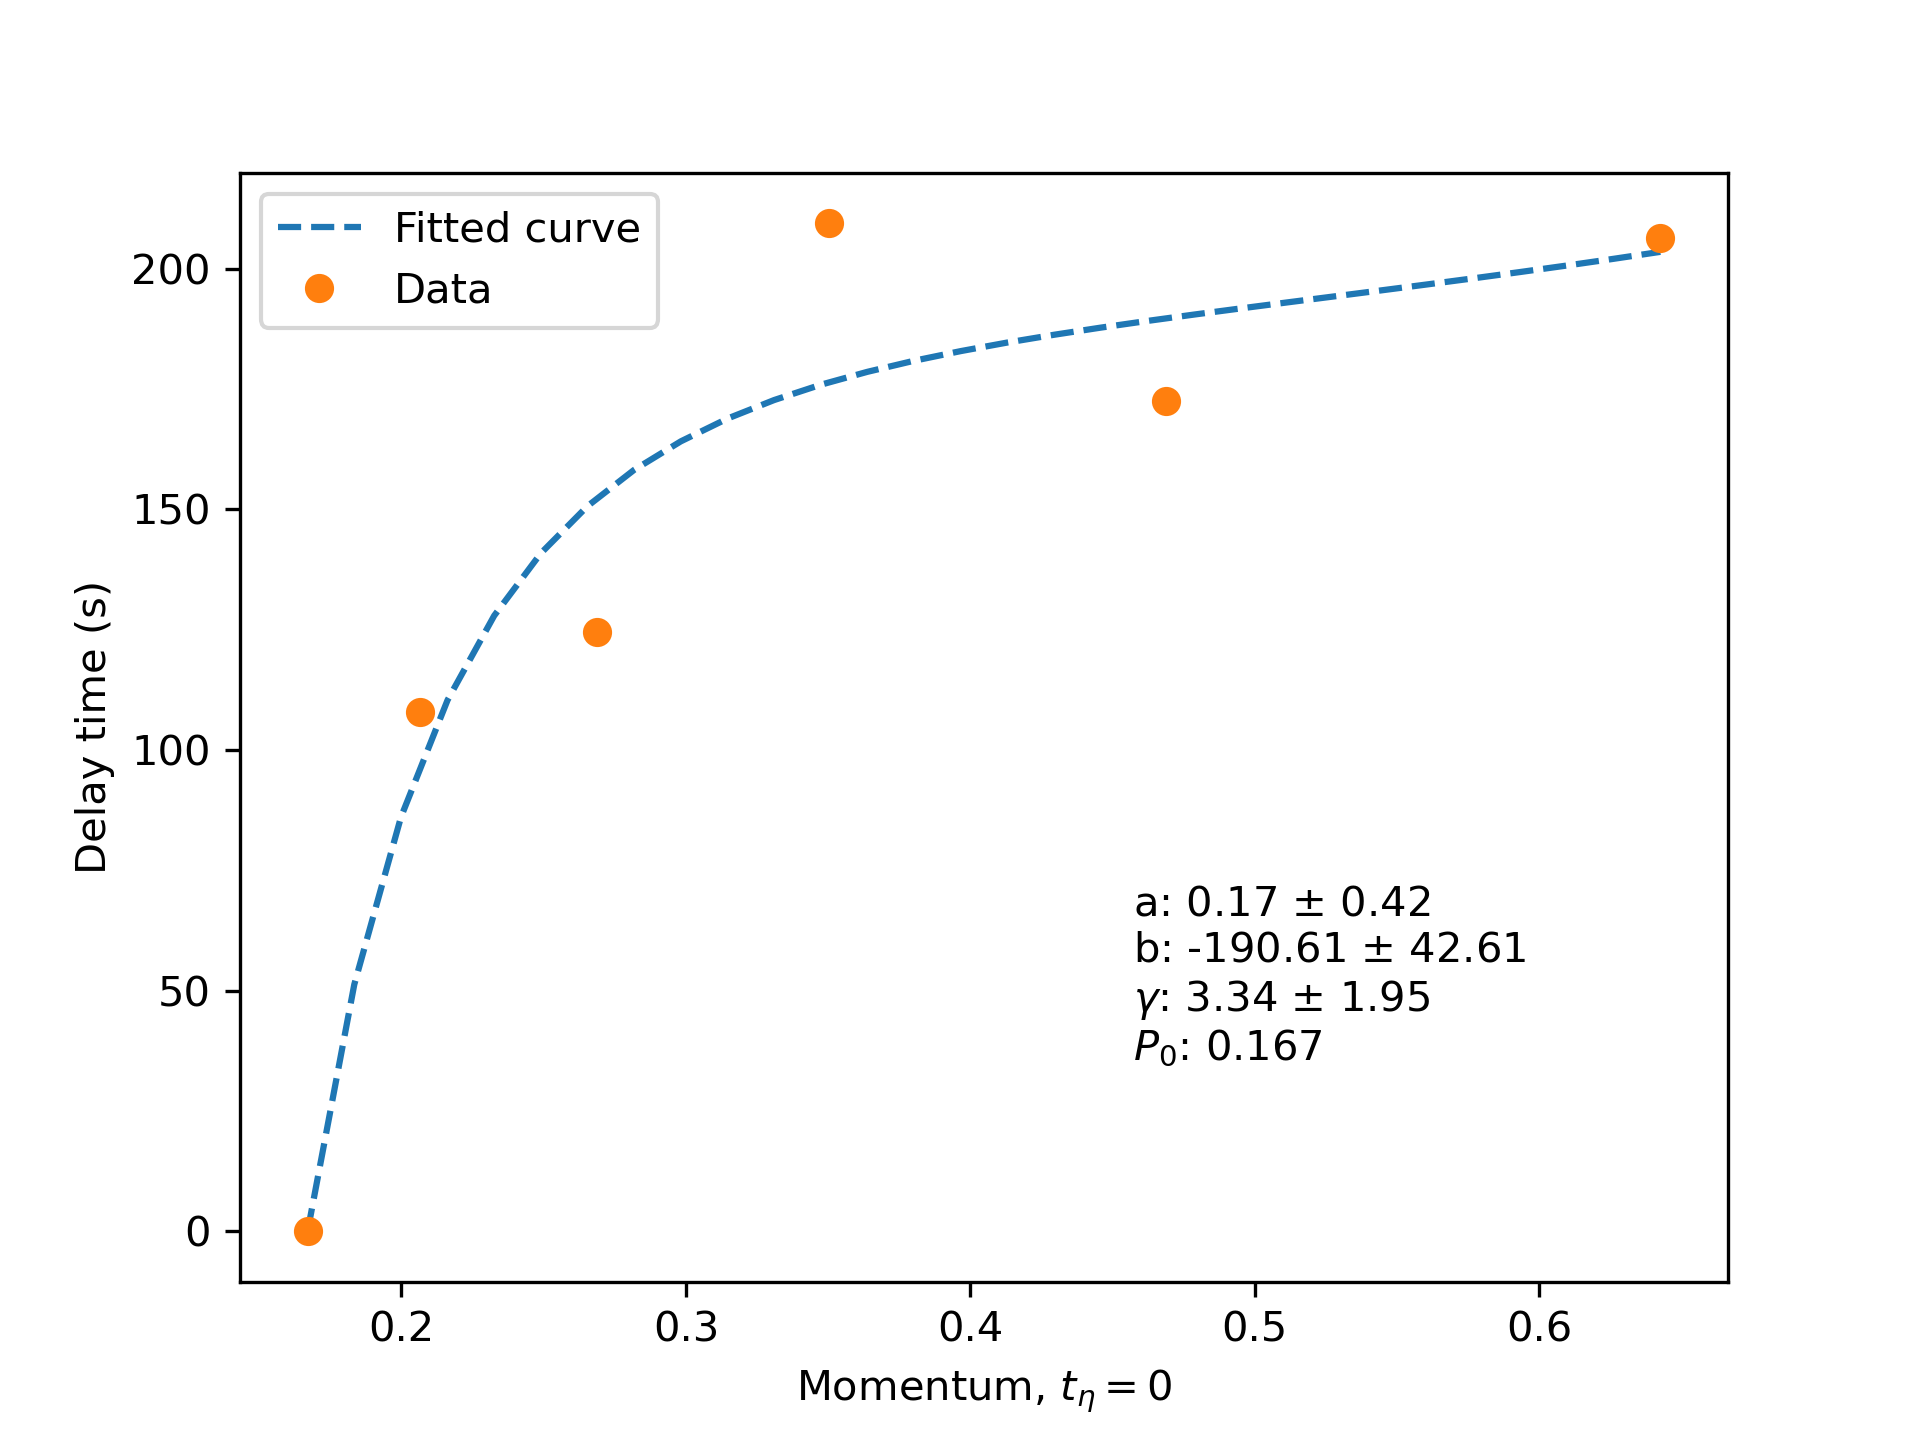 Fitted curve
Data
200
150
100
50
0
Delay time (s)
a: 0.17 ± 0.42
b: -190.61 ± 42.61
γ: 3.34 ± 1.95
P₀: 0.167
0.2 0.3 0.4 0.5 0.6
Momentum, t_η = 0